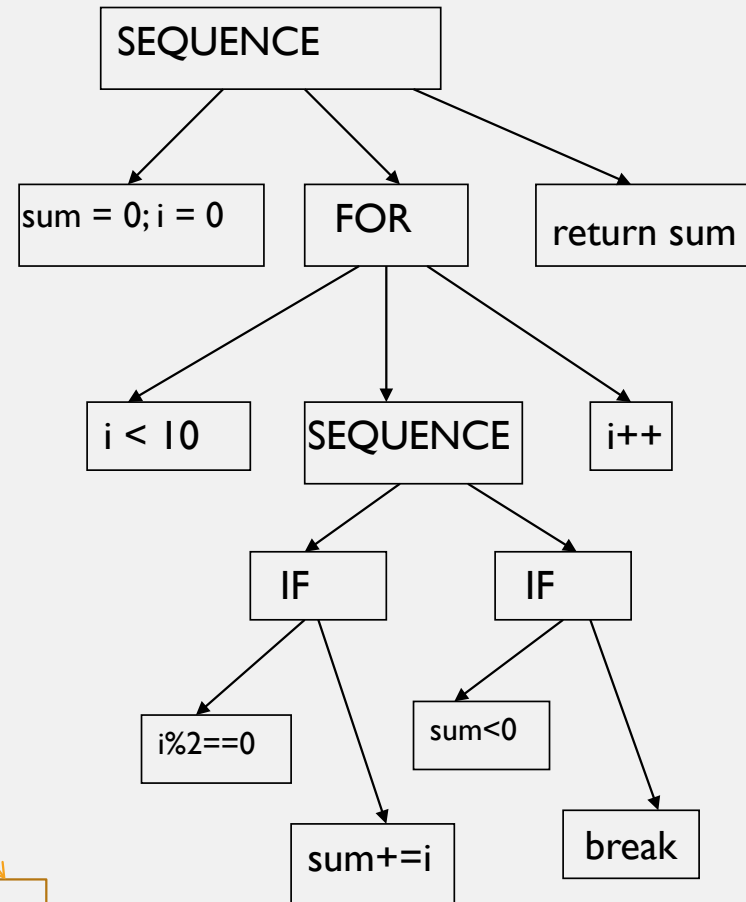 SEQUENCE
sum = 0; i = 0
FOR
return sum
i < 10
SEQUENCE
i++
IF
IF
i%2==0
sum<0
sum+=i
break